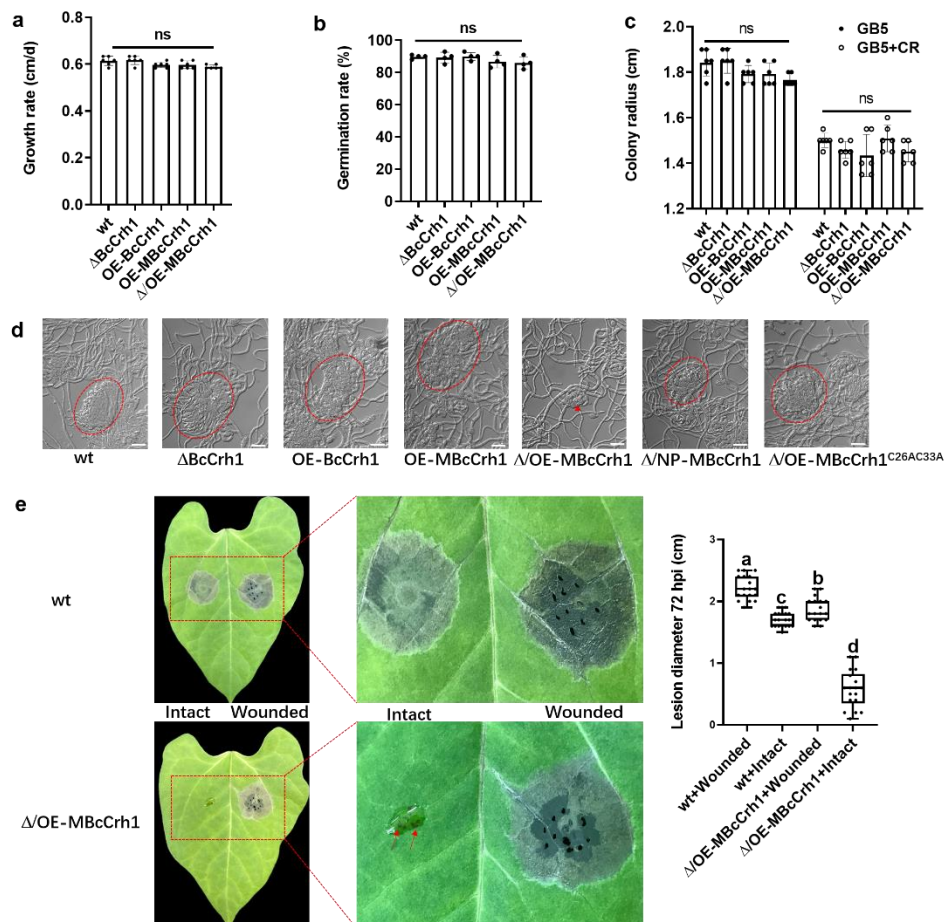 a
ns
Growth rate (cm/d)
0.8
0.6
0.4
0.2
0.0
wt
ΔBcCrh1
OE-BcCrh1
OE-MBcCrh1
Δ/OE-MBcCrh1
b
ns
Germination rate (%)
100
80
60
40
20
0
wt
ΔBcCrh1
OE-BcCrh1
OE-MBcCrh1
Δ/OE-MBcCrh1
c
GB5
GB5+CR
ns
ns
Colony radius (cm)
2.0
1.8
1.6
1.4
1.2
wt
ΔBcCrh1
OE-BcCrh1
OE-MBcCrh1
Δ/OE-MBcCrh1
wt
ΔBcCrh1
OE-BcCrh1
OE-MBcCrh1
Δ/OE-MBcCrh1
d
wt
ΔBcCrh1
OE-BcCrh1
OE-MBcCrh1
Δ/OE-MBcCrh1
Δ/NP-MBcCrh1
Δ/OE-MBcCrh1C26AC33A
e
wt
Intact Wounded
Intact Wounded
Δ/OE-MBcCrh1
Lesion diameter 72 hpi (cm)
3
2
1
0
a
c
b
d
wt+Wounded
wt+Intact
Δ/OE-MBcCrh1+Wounded
Δ/OE-MBcCrh1+Intact